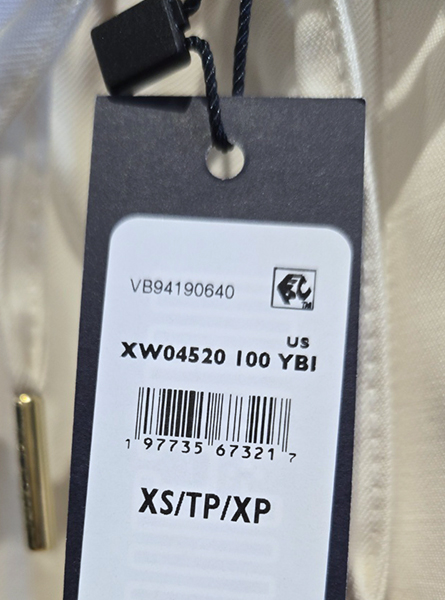 VB94190640
US
XW04520 100 YBI
1 97735 67321 7
XS/TP/XP